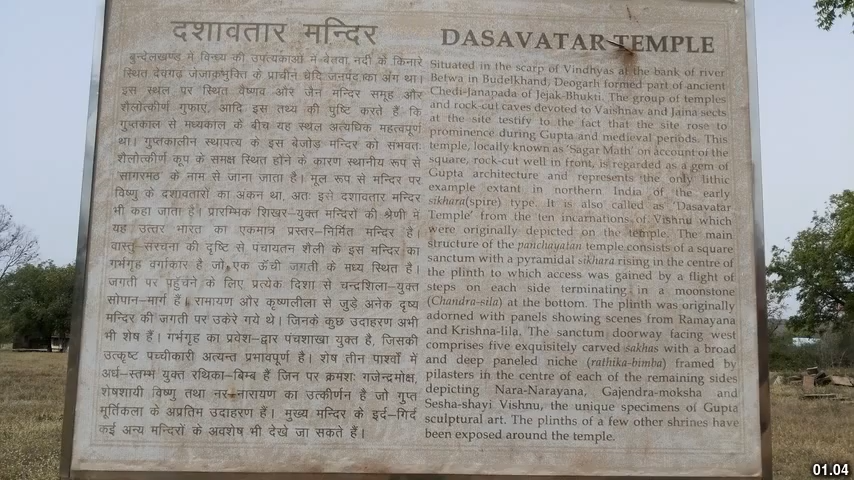 दशावतार मन्दिर
बुन्देलखण्ड में विन्ध्य की उपत्यकाओं में बेतवा नदी के किनारे
स्थित देवगढ़ जेजाकभुक्ति के प्राचीन चेदि जनपद का अंग था।
इस स्थल पर स्थित वैष्णव और जैन मन्दिर समूह और
शैलोत्कीर्ण गुफाएं, आदि इस तथ्य की पुष्टि करते हैं कि
गुप्तकाल से मध्यकाल के बीच यह स्थल अत्यधिक महत्वपूर्ण
था। गुप्तकालीन स्थापत्य के इस बेजोड़ मन्दिर को संभवतः
शैलोत्कीर्ण कूप के समक्ष स्थित होने के कारण स्थानीय रूप से
सागरमठ के नाम से जाना जाता है। मूल रूप से मन्दिर पर
विष्णु के दशावतारों का अंकन था, अतः इसे दशावतार मन्दिर
भी कहा जाता है। प्रारम्भिक शिखर–युक्त मन्दिरों की श्रेणी में
यह उत्तर भारत का एकमात्र प्रस्तर–निर्मित मन्दिर है।
वास्तु संरचना की दृष्टि से पंचायतन शैली के इस मन्दिर का
गर्भगृह वर्गाकार है जो एक ऊँची जगती के मध्य स्थित है।
जगती पर पहुंचने के लिए प्रत्येक दिशा से चन्द्रशिला–युक्त
सोपान–मार्ग हैं। रामायण और कृष्णलीला से जुड़े अनेक दृष्य
मन्दिर की जगती पर उकेरे गये थे। जिनके कुछ उदाहरण अभी
भी शेष हैं। गर्भगृह का प्रवेश–द्वार पंचशाखा युक्त है, जिसकी
उत्कृष्ट पच्चीकारी अत्यन्त प्रभावपूर्ण है। शेष तीन पार्श्वों में
अर्ध–स्तम्भ युक्त रथिका–बिम्ब हैं जिन पर क्रमशः गजेन्द्रमोक्ष,
शेषशायी विष्णु तथा नर–नारायण का उत्कीर्णन है जो गुप्त
मूर्तिकला के अप्रतिम उदाहरण हैं। मुख्य मन्दिर के इर्द–गिर्द
कई अन्य मन्दिरों के अवशेष भी देखे जा सकते हैं।
DASAVATAR TEMPLE
Situated in the scarp of Vindhyas at the bank of river
Betwa in Budelkhand, Deogarh formed part of ancient
Chedi-Janapada of Jejak-Bhukti. The group of temples
and rock-cut caves devoted to Vaishnav and Jaina sects
at the site testify to the fact that the site rose to
prominence during Gupta and medieval periods. This
temple, locally known as 'Sagar Math' on account of the
square, rock-cut well in front, is regarded as a gem of
Gupta architecture and represents the only lithic
example extant in northern India of the early
sikhara(spire) type. It is also called as 'Dasavatar
Temple' from the ten incarnations of Vishnu which
were originally depicted on the temple. The main
structure of the panchayatan temple consists of a square
sanctum with a pyramidal sikhara rising in the centre of
the plinth to which access was gained by a flight of
steps on each side terminating in a moonstone
(Chandra-sila) at the bottom. The plinth was originally
adorned with panels showing scenes from Ramayana
and Krishna-lila. The sanctum doorway facing west
comprises five exquisitely carved sakhas with a broad
and deep paneled niche (rathika-bimba) framed by
pilasters in the centre of each of the remaining sides
depicting Nara-Narayana, Gajendra-moksha and
Sesha-shayi Vishnu, the unique specimens of Gupta
sculptural art. The plinths of a few other shrines have
been exposed around the temple.
01.04